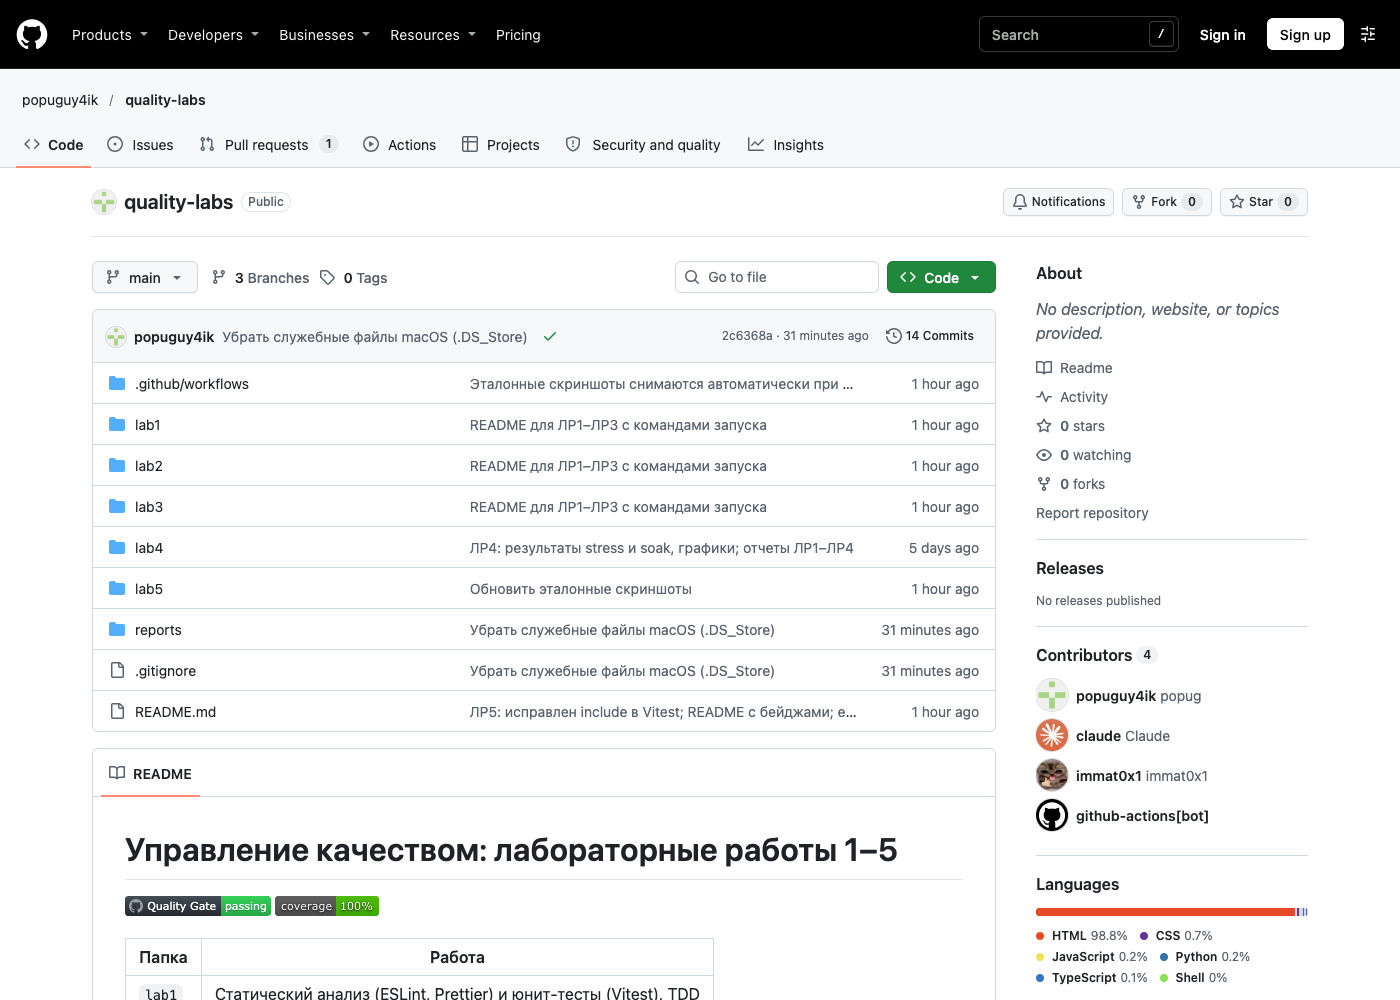 Products Developers Businesses Resources Pricing Search / Sign in Sign up
popuguy4ik / quality-labs
Code Issues Pull requests 1 Actions Projects Security and quality Insights
quality-labs Public Notifications Fork 0 Star 0
main 3 Branches 0 Tags Go to file Code
popuguy4ik Убрать служебные файлы macOS (.DS_Store) 2c6368a · 31 minutes ago 14 Commits
.github/workflows Эталонные скриншоты снимаются автоматически при ... 1 hour ago
lab1 README для ЛР1–ЛР3 с командами запуска 1 hour ago
lab2 README для ЛР1–ЛР3 с командами запуска 1 hour ago
lab3 README для ЛР1–ЛР3 с командами запуска 1 hour ago
lab4 ЛР4: результаты stress и soak, графики; отчеты ЛР1–ЛР4 5 days ago
lab5 Обновить эталонные скриншоты 1 hour ago
reports Убрать служебные файлы macOS (.DS_Store) 31 minutes ago
.gitignore Убрать служебные файлы macOS (.DS_Store) 31 minutes ago
README.md ЛР5: исправлен include в Vitest; README с бейджами; е... 1 hour ago
README
Управление качеством: лабораторные работы 1–5
Quality Gate passing coverage 100%
Папка Работа
lab1 Статический анализ (ESLint, Prettier) и юнит-тесты (Vitest), TDD
About
No description, website, or topics
provided.
Readme
Activity
0 stars
0 watching
0 forks
Report repository
Releases
No releases published
Contributors 4
popuguy4ik popug
claude Claude
immat0x1 immat0x1
github-actions[bot]
Languages
HTML 98.8% CSS 0.7%
JavaScript 0.2% Python 0.2%
TypeScript 0.1% Shell 0%